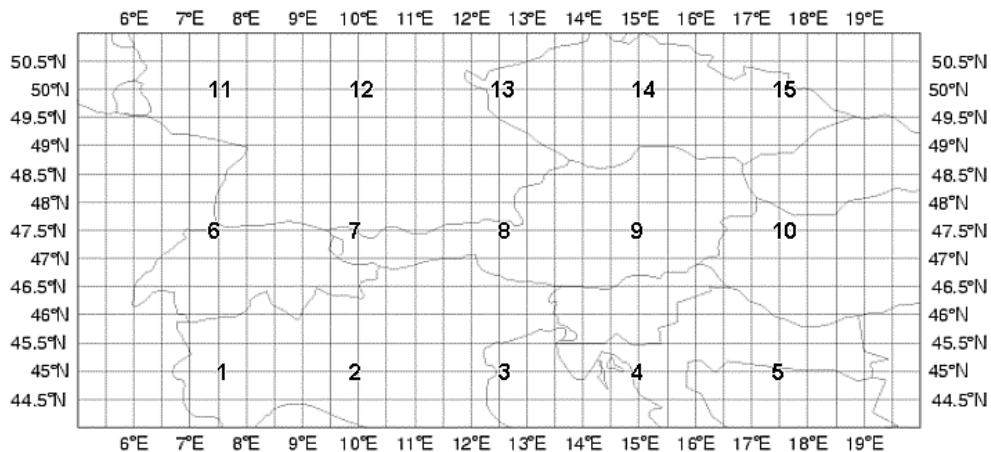 6°E 7°E 8°E 9°E 10°E 11°E 12°E 13°E 14°E 15°E 16°E 17°E 18°E 19°E
50.5°N 50.5°N
50°N 11 12 13 14 15 50°N
49.5°N 49.5°N
49°N 49°N
48.5°N 48.5°N
48°N 48°N
47.5°N 6 7 8 9 10 47.5°N
47°N 47°N
46.5°N 46.5°N
46°N 46°N
45.5°N 45.5°N
45°N 1 2 3 4 5 45°N
44.5°N 44.5°N
6°E 7°E 8°E 9°E 10°E 11°E 12°E 13°E 14°E 15°E 16°E 17°E 18°E 19°E